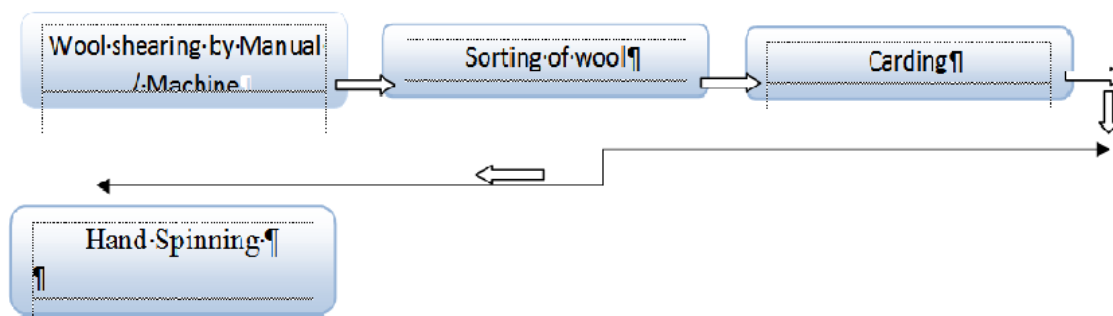 Wool·shearing·by·Manual·
/·Machine¶
Sorting·of·wool¶
Carding¶
Hand·Spinning·¶
¶